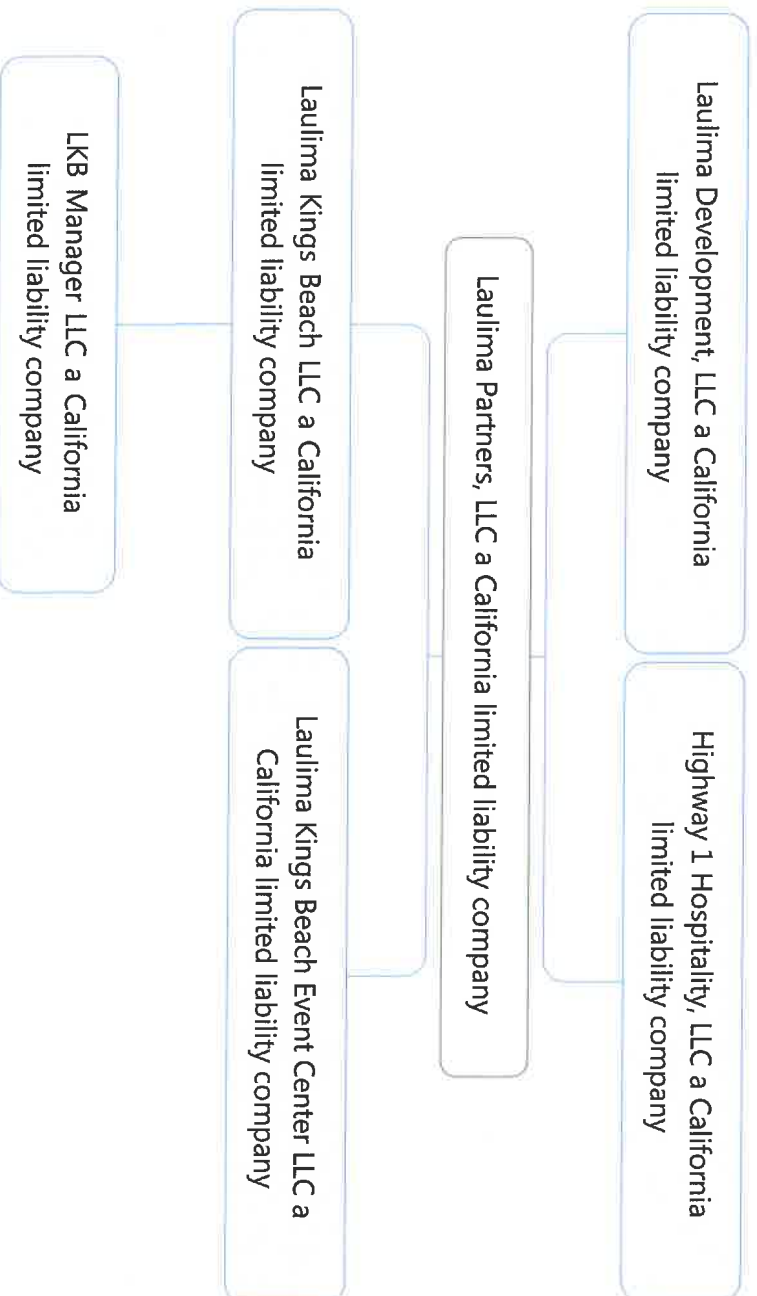 Laulima Development, LLC a California
limited liability company
Highway 1 Hospitality, LLC a California
limited liability company
Laulima Partners, LLC a California limited liability company
Laulima Kings Beach LLC a California
limited liability company
Laulima Kings Beach Event Center LLC a
California limited liability company
LKB Manager LLC a California
limited liability company